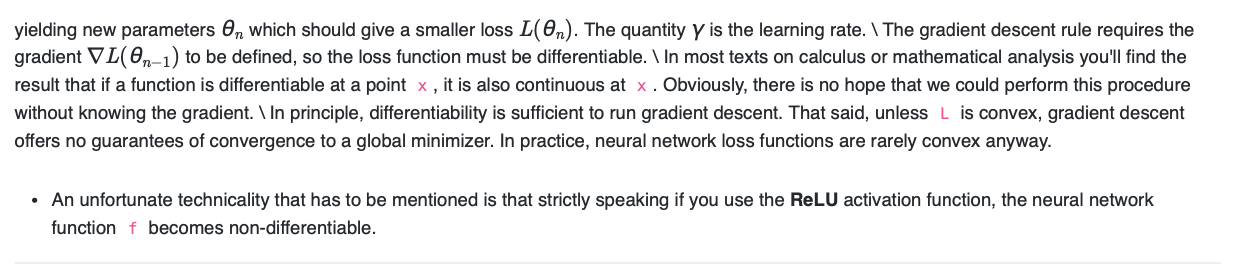 yielding new parameters θₙ which should give a smaller loss L(θₙ). The quantity γ is the learning rate. \ The gradient descent rule requires the
gradient ∇L(θₙ₋₁) to be defined, so the loss function must be differentiable. \ In most texts on calculus or mathematical analysis you'll find the
result that if a function is differentiable at a point x , it is also continuous at x . Obviously, there is no hope that we could perform this procedure
without knowing the gradient. \ In principle, differentiability is sufficient to run gradient descent. That said, unless L is convex, gradient descent
offers no guarantees of convergence to a global minimizer. In practice, neural network loss functions are rarely convex anyway.
• An unfortunate technicality that has to be mentioned is that strictly speaking if you use the ReLU activation function, the neural network
function f becomes non-differentiable.